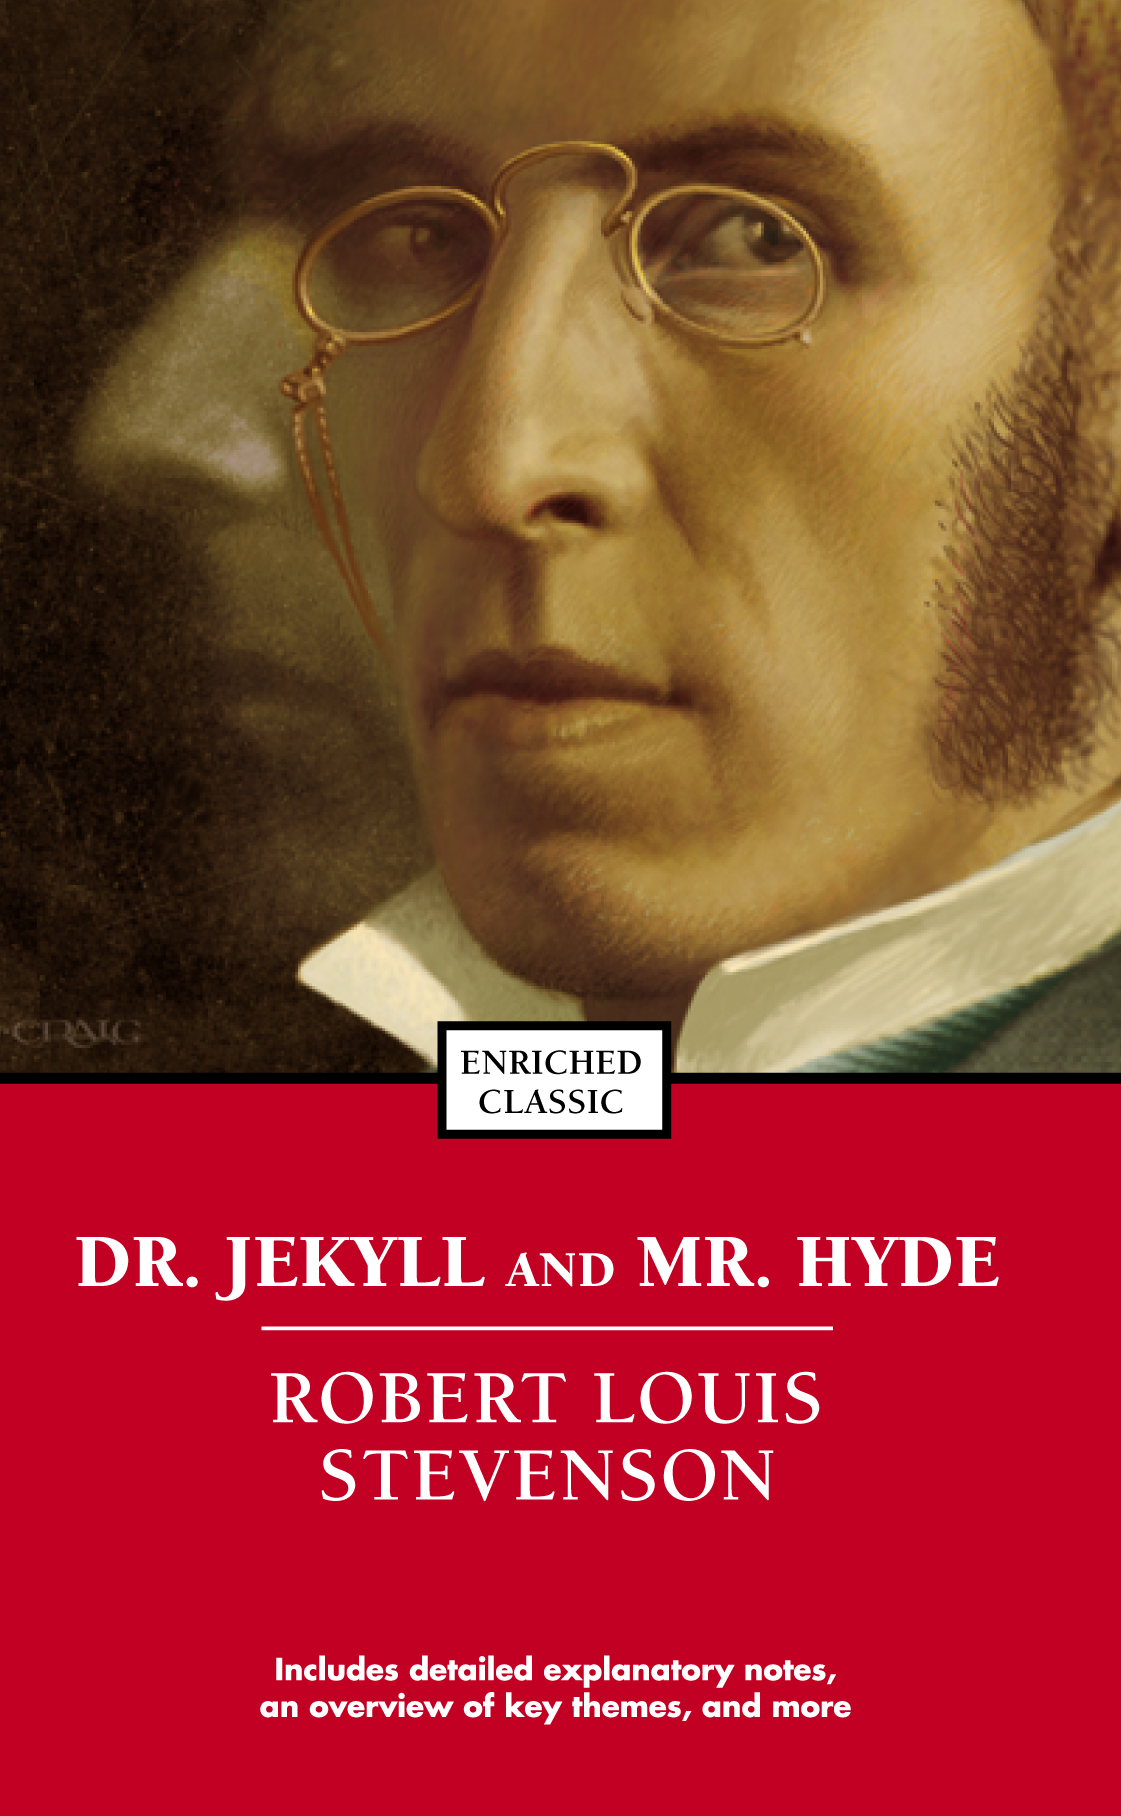 CRAIG
ENRICHED
CLASSIC
DR. JEKYLL AND MR. HYDE
ROBERT LOUIS
STEVENSON
Includes detailed explanatory notes,
an overview of key themes, and more